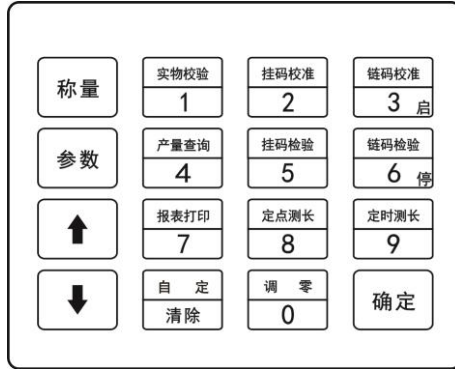 称量
实物校验
1
挂码校准
2
链码校准
3 启
参数
产量查询
4
挂码检验
5
链码检验
6 停
报表打印
7
定点测长
8
定时测长
9
自 定
清除
调 零
0
确定